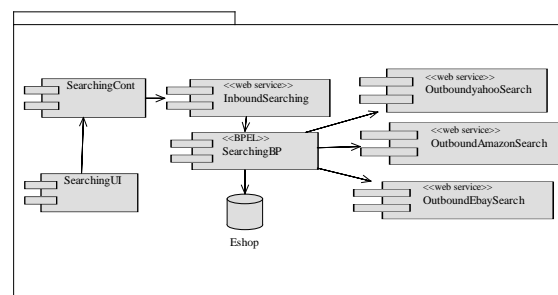 SearchingCont
<<web service>>
InboundSearching
<<web service>>
OutboundyahooSearch
<<BPEL>>
SearchingBP
<<web service>>
OutboundAmazonSearch
SearchingUI
<<web service>>
OutboundEbaySearch
Eshop